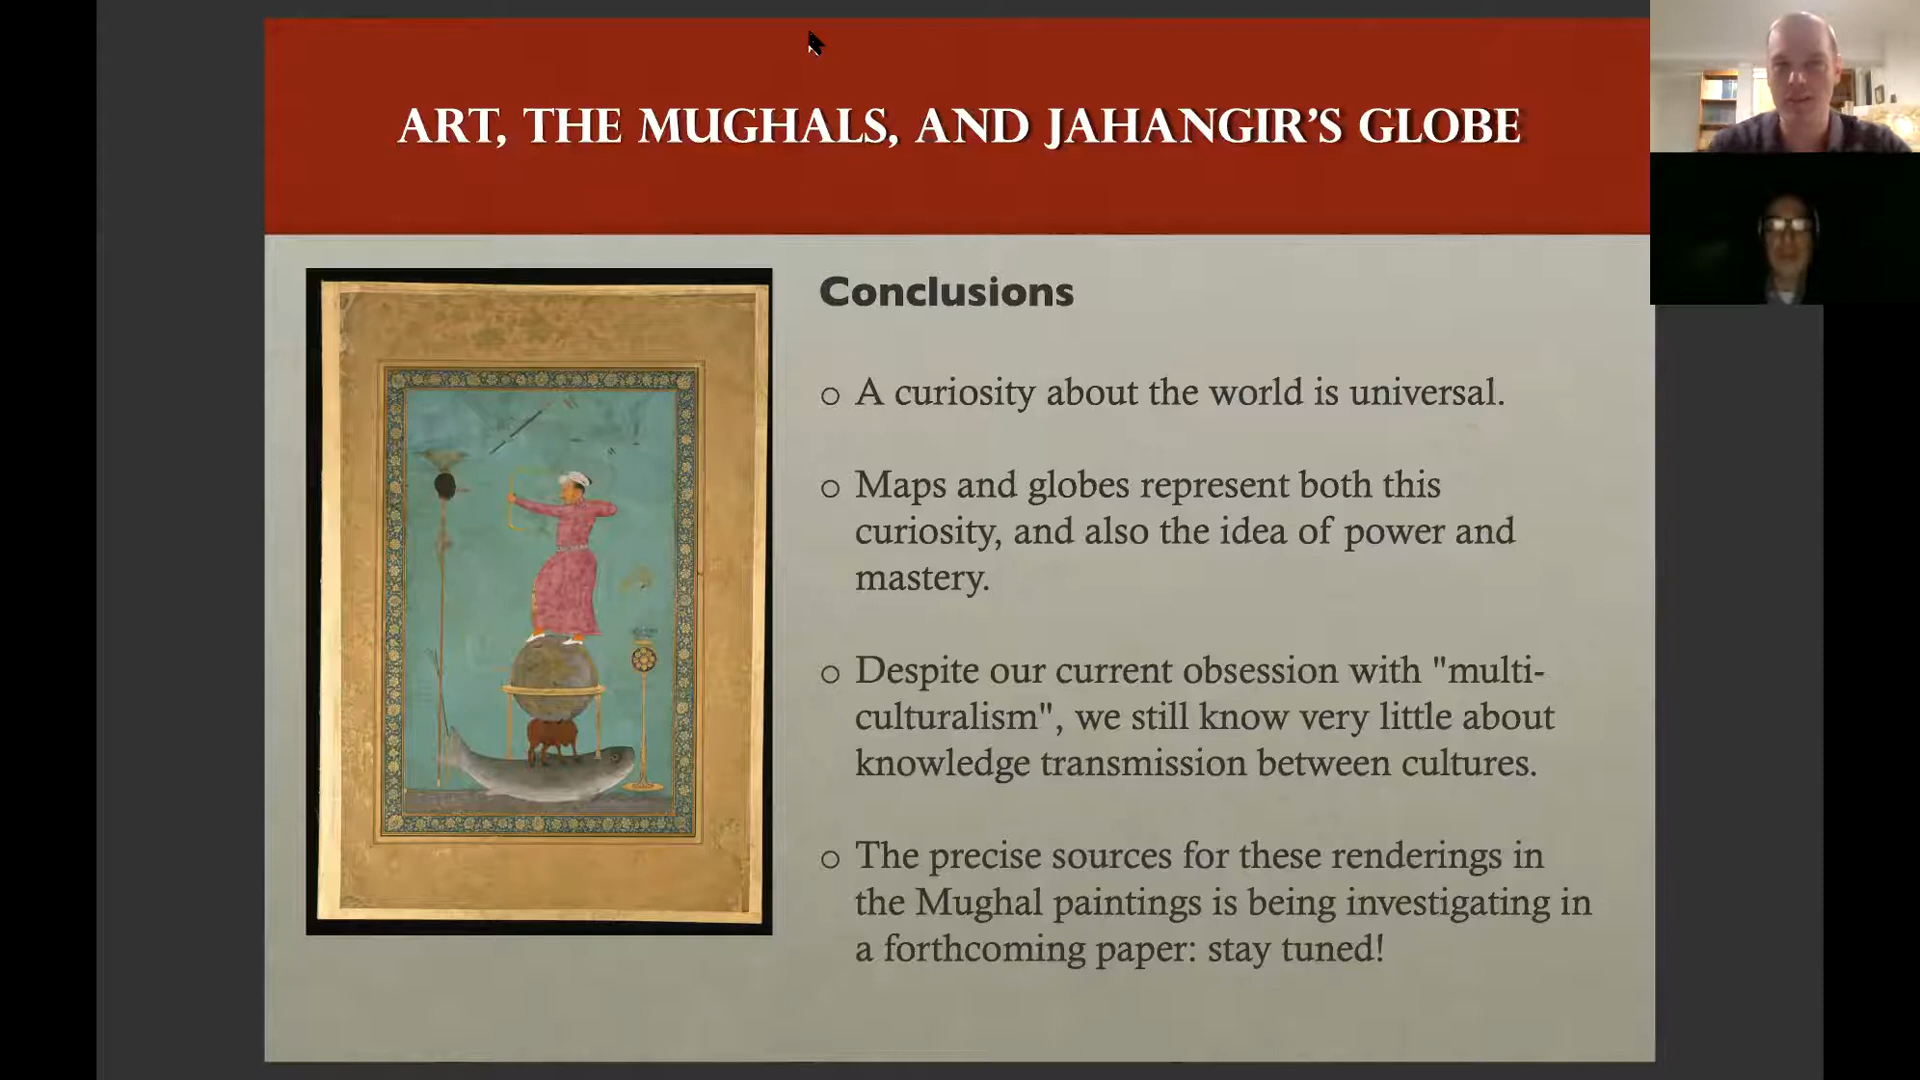 ART, THE MUGHALS, AND JAHANGIR’S GLOBE
Conclusions
A curiosity about the world is universal.
Maps and globes represent both this
curiosity, and also the idea of power and
mastery.
Despite our current obsession with "multi-
culturalism", we still know very little about
knowledge transmission between cultures.
The precise sources for these renderings in
the Mughal paintings is being investigating in
a forthcoming paper: stay tuned!